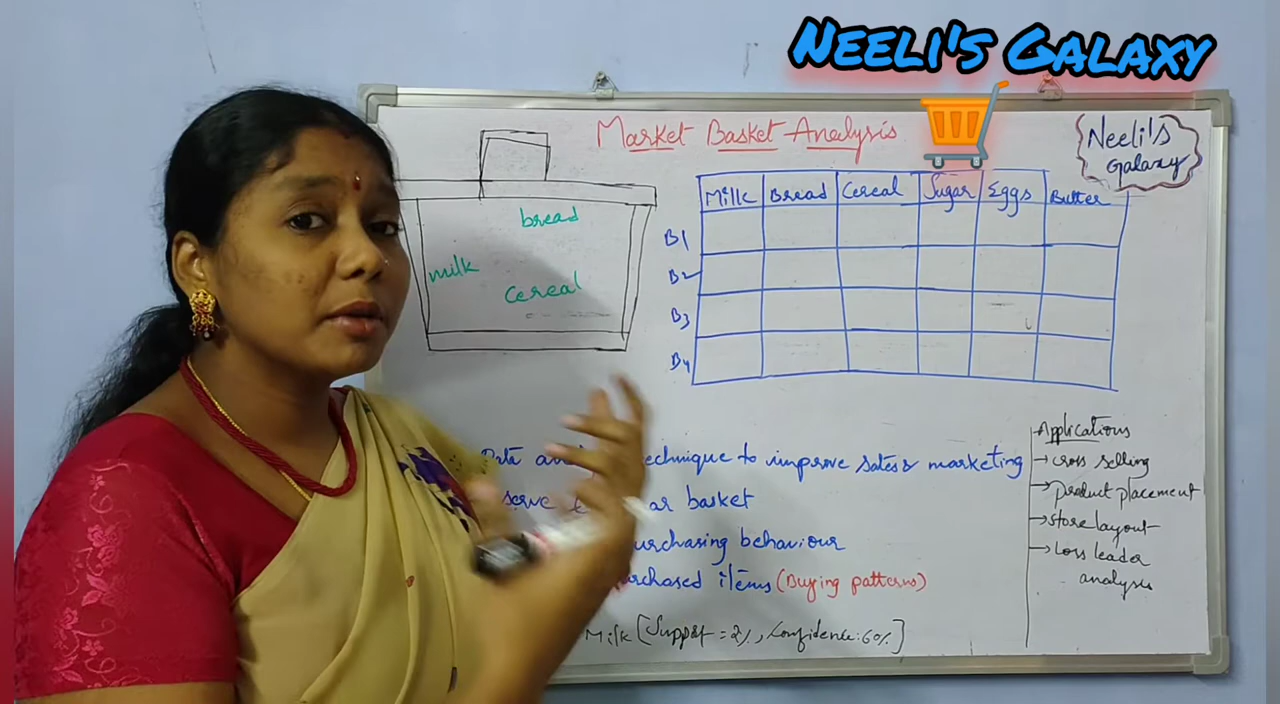 NEELI'S GALAXY
Market Basket Analysis
Neeli's
Galaxy
bread
milk
cereal
Milk Bread Cereal Sugar Eggs Butter
B1
B2
B3
B4
technique to improve sales & marketing
basket
purchasing behaviour
purchased items (Buying patterns)
Milk [Support = 2%, Confidence: 60%]
Applications
→ cross selling
→ product placement
→ store layout
→ Loss leader
analysis